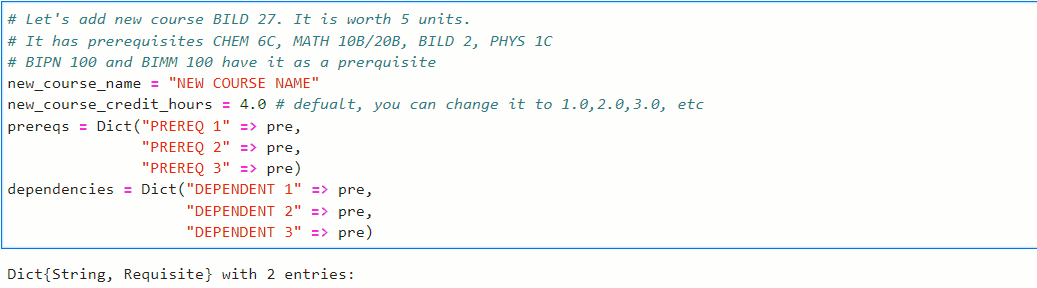 # Let's add new course BILD 27. It is worth 5 units.
# It has prerequisites CHEM 6C, MATH 10B/20B, BILD 2, PHYS 1C
# BIPN 100 and BIMM 100 have it as a prerquisite
new_course_name = "NEW COURSE NAME"
new_course_credit_hours = 4.0 # defualt, you can change it to 1.0,2.0,3.0, etc
prereqs = Dict("PREREQ 1" => pre,
"PREREQ 2" => pre,
"PREREQ 3" => pre)
dependencies = Dict("DEPENDENT 1" => pre,
"DEPENDENT 2" => pre,
"DEPENDENT 3" => pre)
Dict{String, Requisite} with 2 entries: